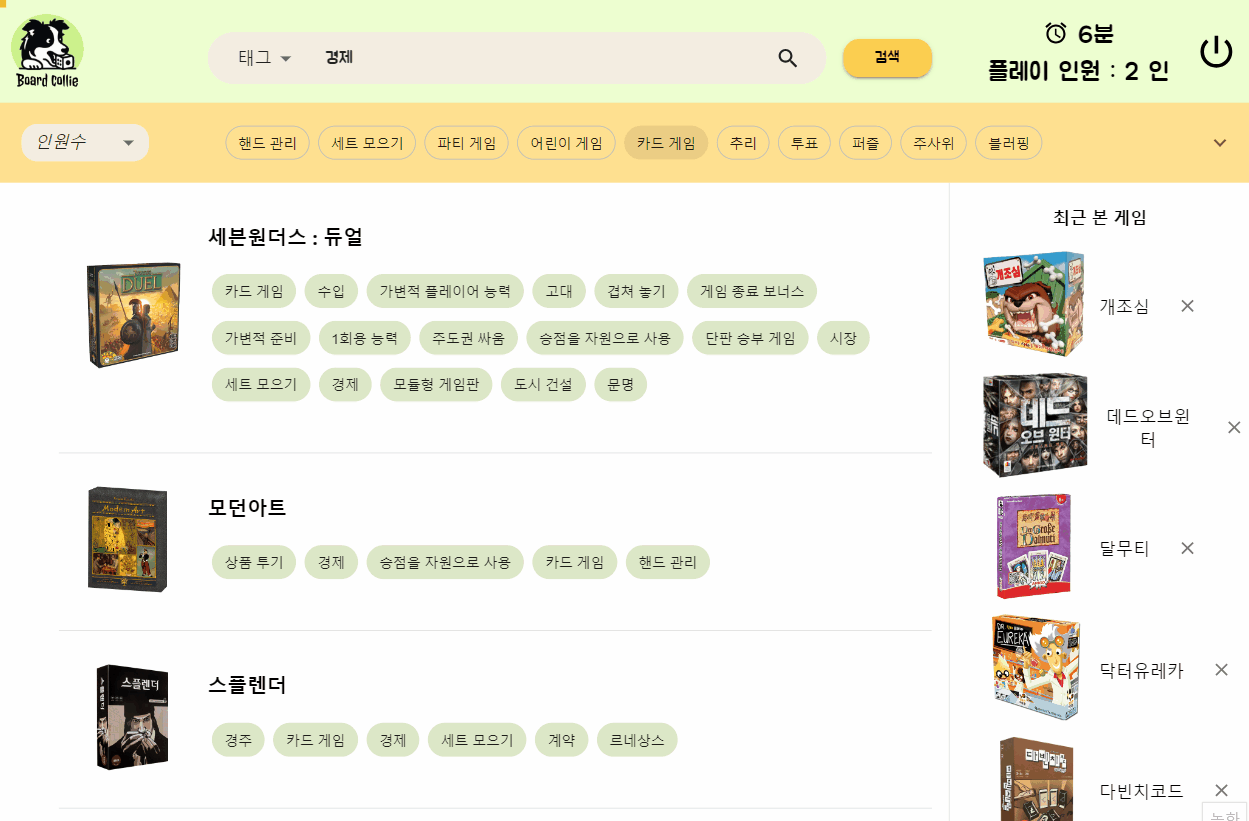 Board Collie
태그
경제
검색
6분
플레이 인원 : 2 인
인원수
핸드 관리
세트 모으기
파티 게임
어린이 게임
카드 게임
추리
투표
퍼즐
주사위
블러핑
세븐원더스 : 듀얼
DUEL
카드 게임
수입
가변적 플레이어 능력
고대
겹쳐 놓기
게임 종료 보너스
가변적 준비
1회용 능력
주도권 싸움
승점을 자원으로 사용
단판 승부 게임
시장
세트 모으기
경제
모듈형 게임판
도시 건설
문명
모던아트
Modern Art
상품 투기
경제
승점을 자원으로 사용
카드 게임
핸드 관리
스플렌더
스플렌더
스플렌더
경주
카드 게임
경제
세트 모으기
계약
르네상스
최근 본 게임
개조심
개조심
데드
오브 윈터
데드오브윈
터
Große
Dalmuti
달무티
DR.
EUREKA
닥터유레카
다빈치코드
녹화